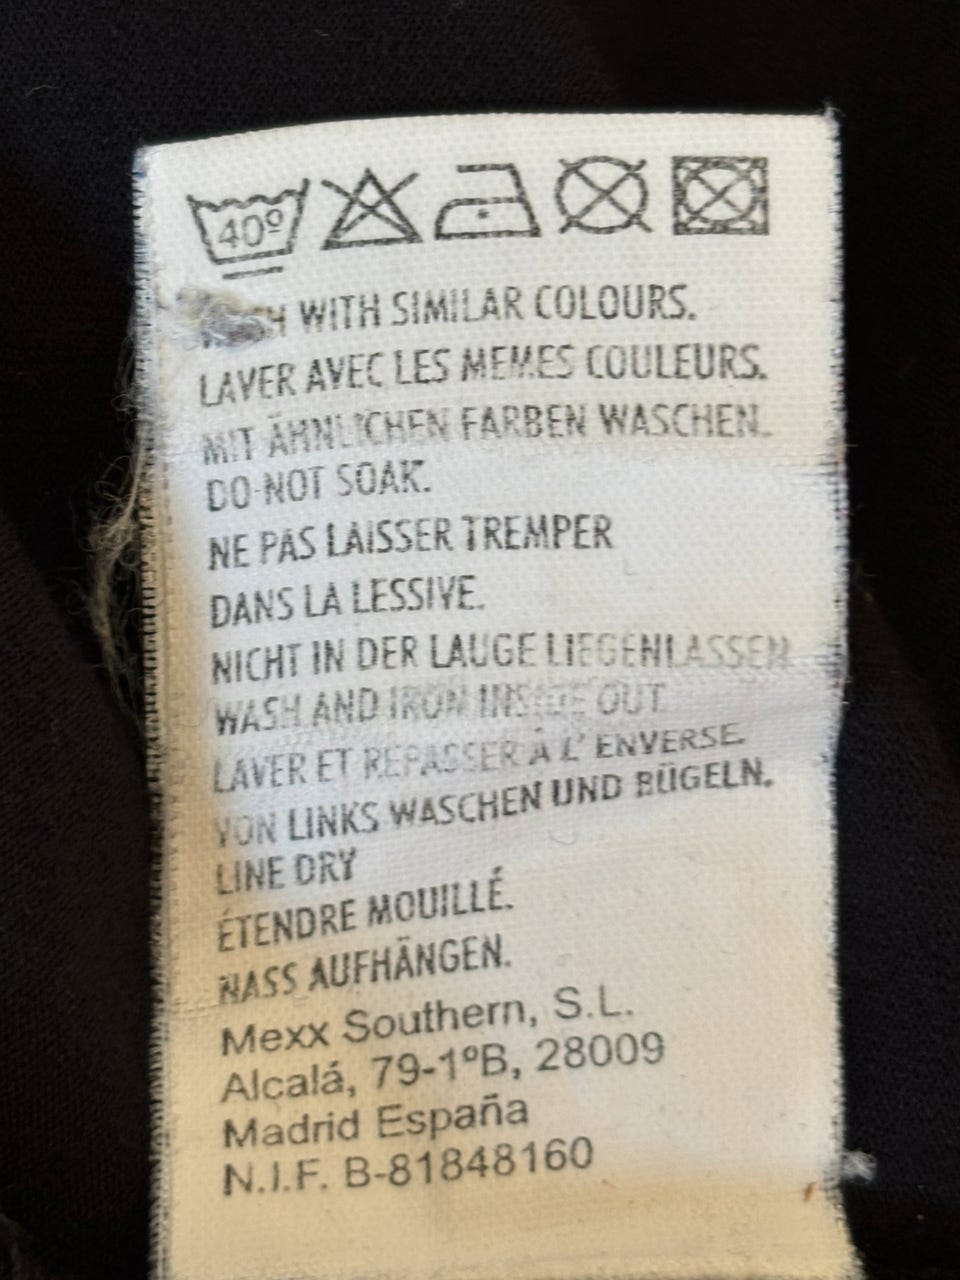 40º
WITH SIMILAR COLOURS.
LAVER AVEC LES MEMES COULEURS.
MIT ÄHNLICHEN FARBEN WASCHEN.
DO NOT SOAK.
NE PAS LAISSER TREMPER
DANS LA LESSIVE.
NICHT IN DER LAUGE LIEGENLASSEN
WASH AND IRON INSIDE OUT
LAVER ET REPASSER À L' ENVERSE.
VON LINKS WASCHEN UND BÜGELN.
LINE DRY
ÉTENDRE MOUILLÉ.
NASS AUFHÄNGEN.
Mexx Southern, S.L.
Alcalá, 79-1ºB, 28009
Madrid España
N.I.F. B-81848160